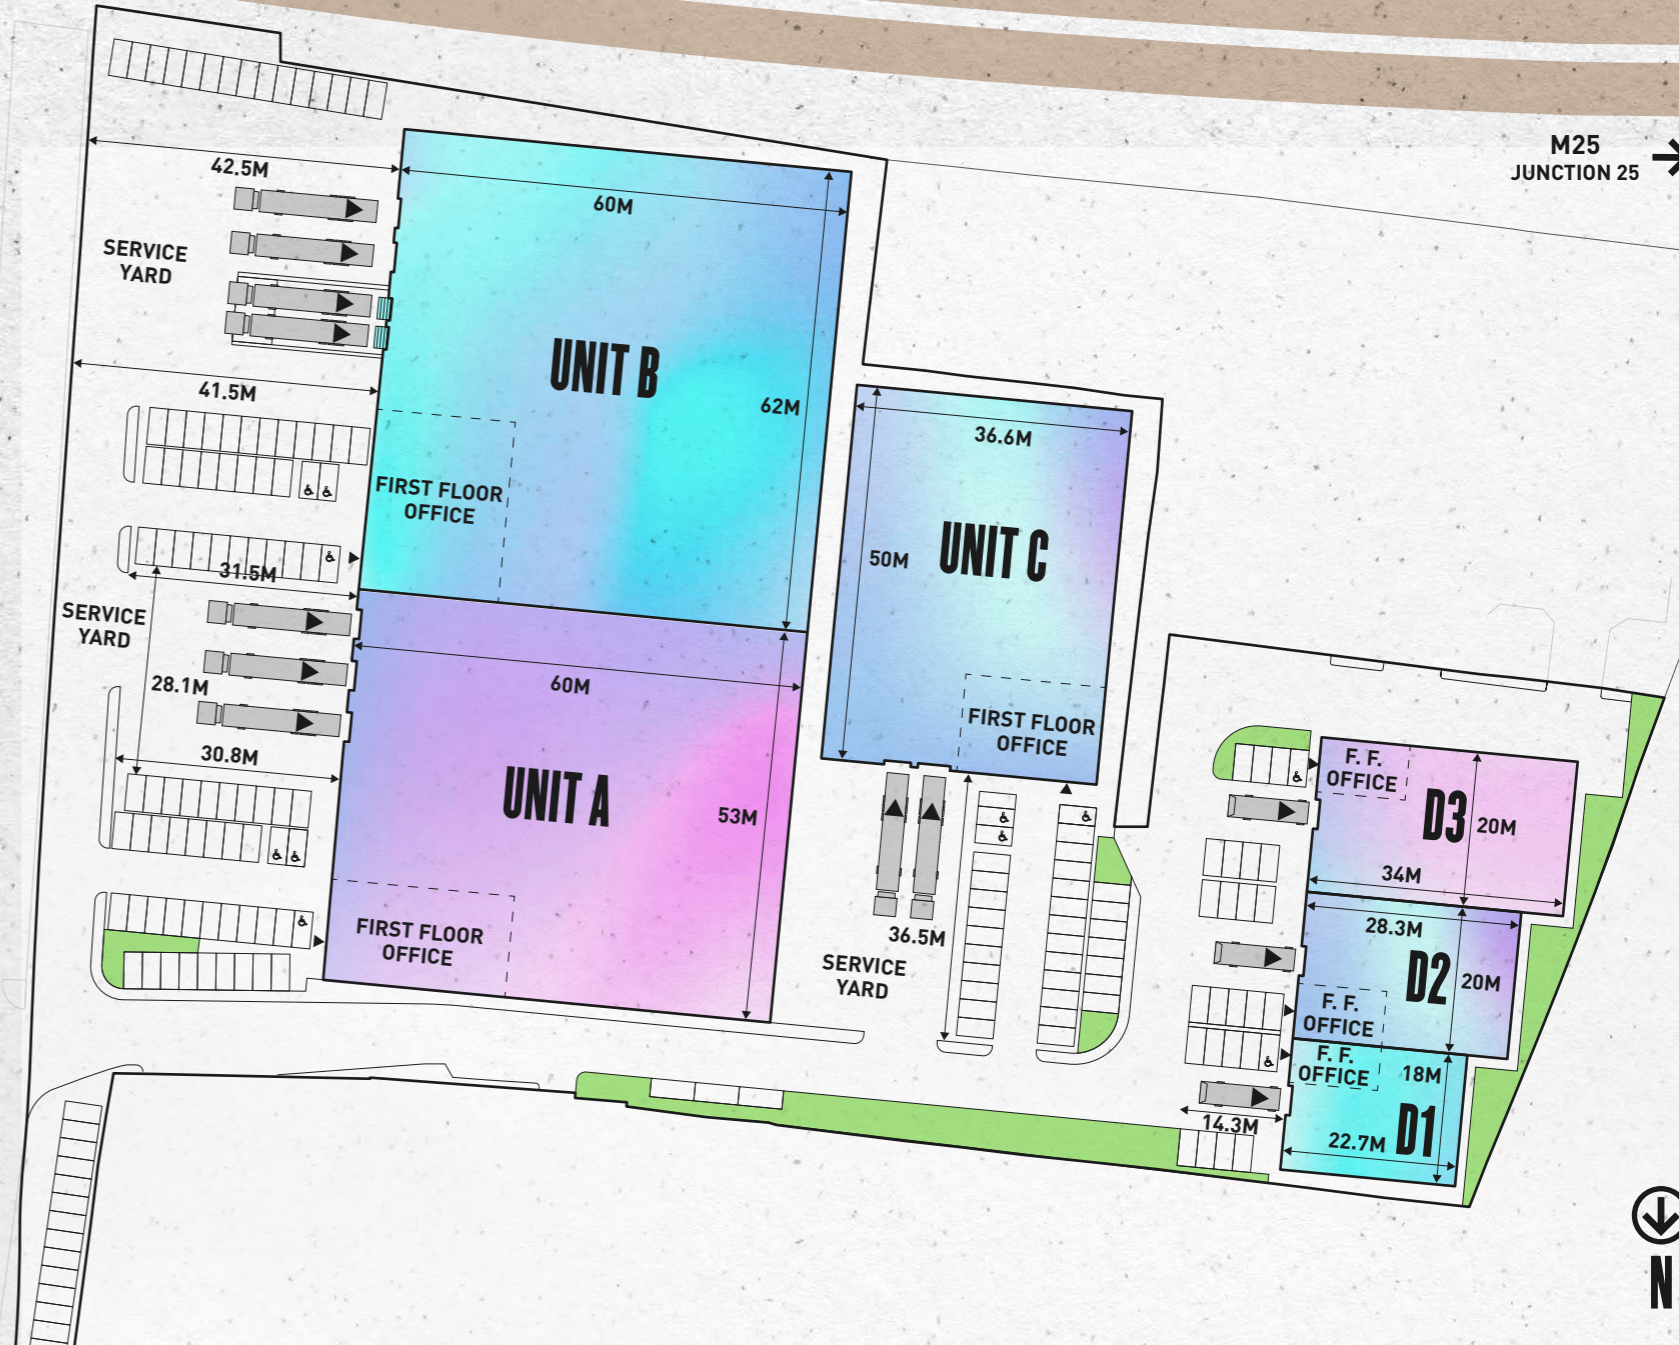 M25
JUNCTION 25
42.5M
60M
SERVICE
YARD
UNIT B
62M
41.5M
FIRST FLOOR
OFFICE
36.6M
UNIT C
50M
FIRST FLOOR
OFFICE
31.5M
SERVICE
YARD
28.1M
30.8M
60M
UNIT A
53M
FIRST FLOOR
OFFICE
36.5M
SERVICE
YARD
F. F.
OFFICE
D3
20M
34M
28.3M
D2
20M
F. F.
OFFICE
F. F.
OFFICE
18M
D1
14.3M
22.7M
N